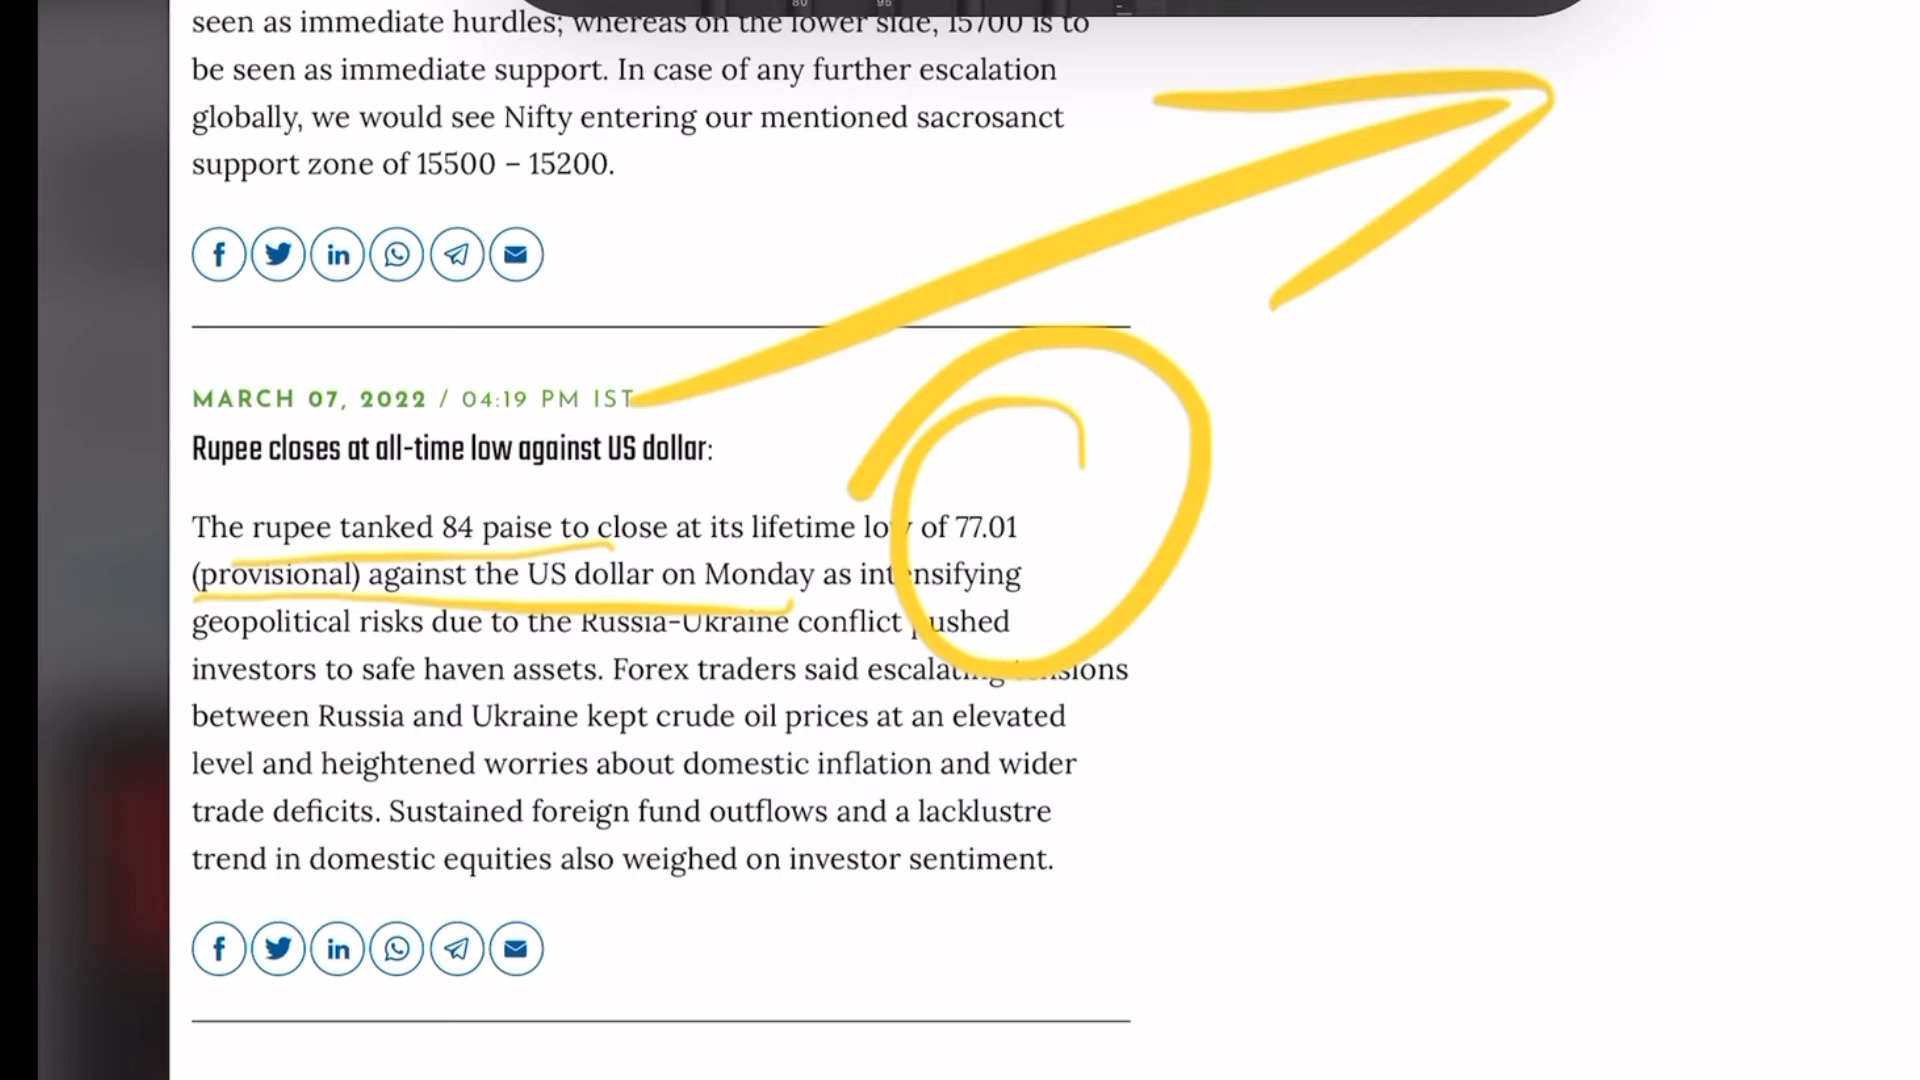 seen as immediate hurdles; whereas on the lower side, 15700 is to
be seen as immediate support. In case of any further escalation
globally, we would see Nifty entering our mentioned sacrosanct
support zone of 15500 – 15200.
MARCH 07, 2022 / 04:19 PM IST
Rupee closes at all-time low against US dollar:
The rupee tanked 84 paise to close at its lifetime low of 77.01
(provisional) against the US dollar on Monday as intensifying
geopolitical risks due to the Russia-Ukraine conflict pushed
investors to safe haven assets. Forex traders said escalating tensions
between Russia and Ukraine kept crude oil prices at an elevated
level and heightened worries about domestic inflation and wider
trade deficits. Sustained foreign fund outflows and a lacklustre
trend in domestic equities also weighed on investor sentiment.